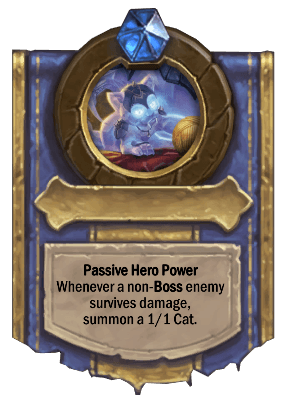 Passive Hero Power
Whenever a non-Boss enemy
survives damage,
summon a 1/1 Cat.